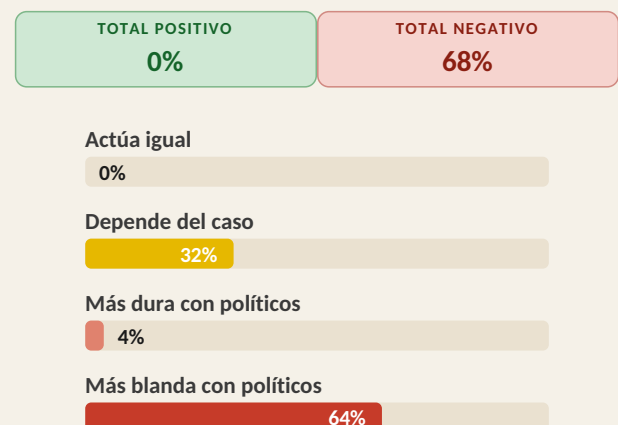 TOTAL POSITIVO
0%
TOTAL NEGATIVO
68%
Actúa igual
0%
Depende del caso
32%
Más dura con políticos
4%
Más blanda con políticos
64%